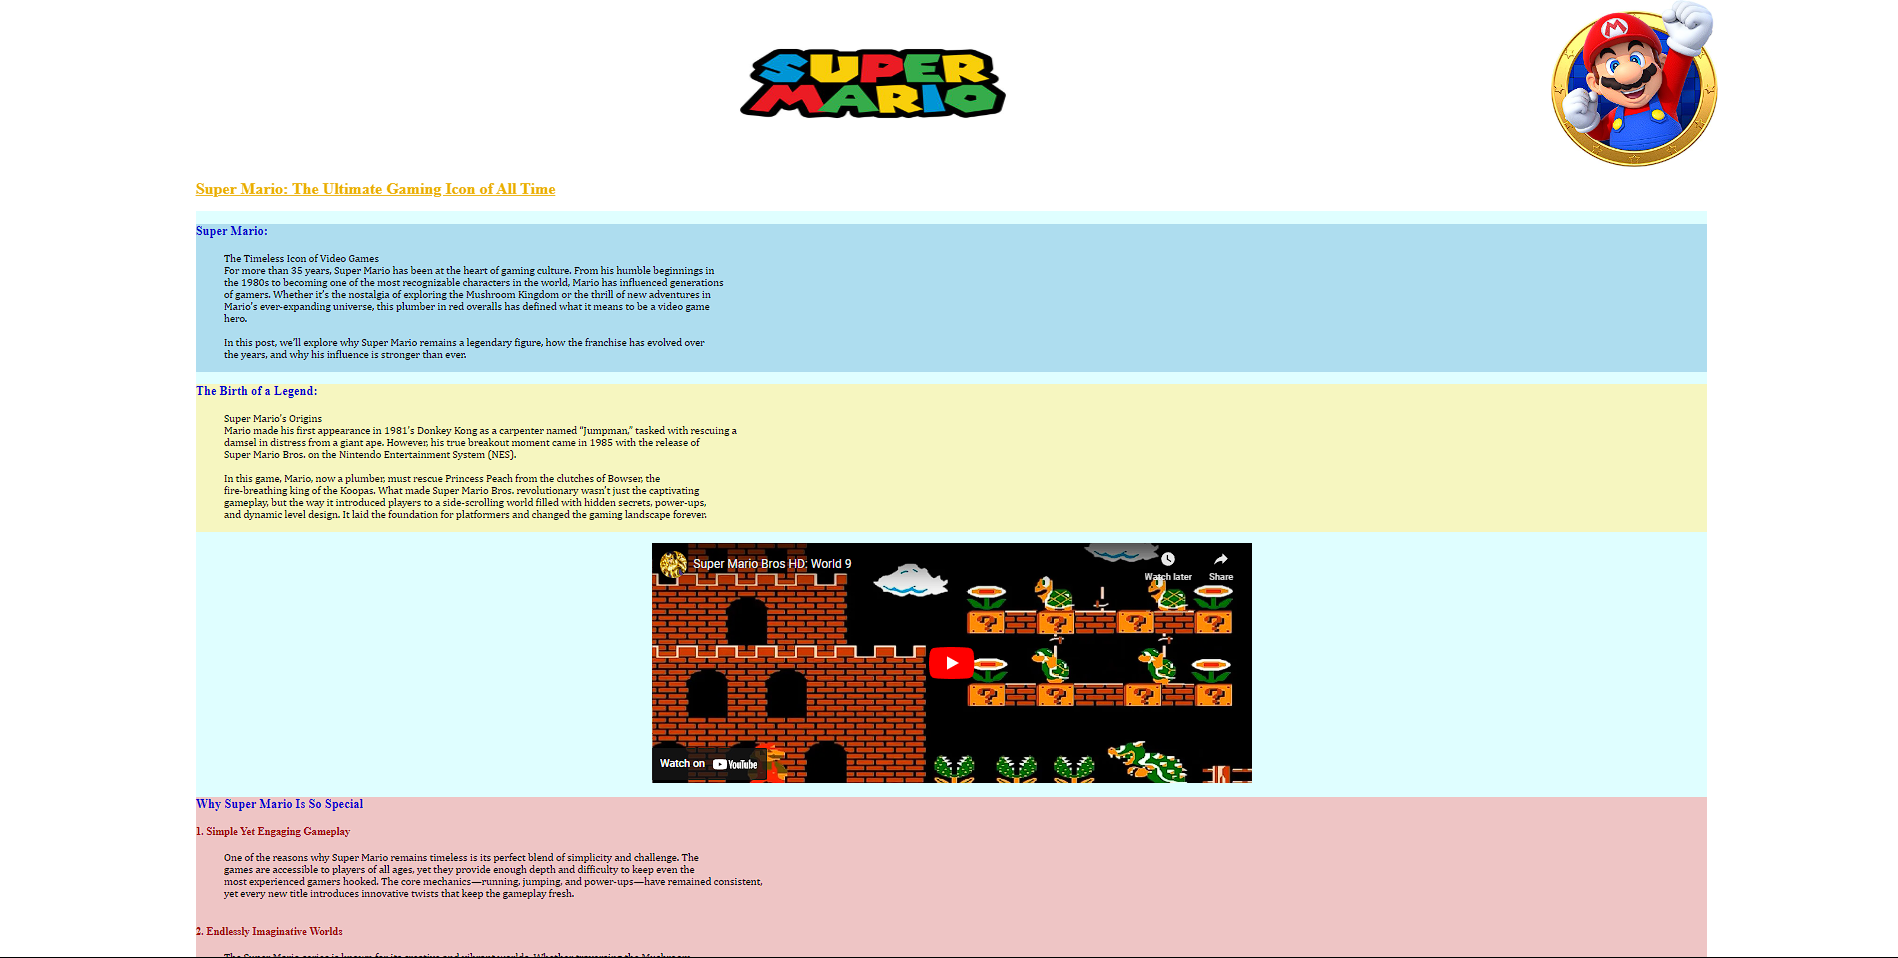 SUPER
MARIO
M
Super Mario: The Ultimate Gaming Icon of All Time
Super Mario:
The Timeless Icon of Video Games
For more than 35 years, Super Mario has been at the heart of gaming culture. From his humble beginnings in
the 1980s to becoming one of the most recognizable characters in the world, Mario has influenced generations
of gamers. Whether it's the nostalgia of exploring the Mushroom Kingdom or the thrill of new adventures in
Mario's ever-expanding universe, this plumber in red overalls has defined what it means to be a video game
hero.
In this post, we'll explore why Super Mario remains a legendary figure, how the franchise has evolved over
the years, and why his influence is stronger than ever.
The Birth of a Legend:
Super Mario's Origins
Mario made his first appearance in 1981's Donkey Kong as a carpenter named "Jumpman," tasked with rescuing a
damsel in distress from a giant ape. However, his true breakout moment came in 1985 with the release of
Super Mario Bros. on the Nintendo Entertainment System (NES).
In this game, Mario, now a plumber, must rescue Princess Peach from the clutches of Bowser, the
fire-breathing king of the Koopas. What made Super Mario Bros. revolutionary wasn't just the captivating
gameplay, but the way it introduced players to a side-scrolling world filled with hidden secrets, power-ups,
and dynamic level design. It laid the foundation for platformers and changed the gaming landscape forever.
Super Mario Bros HD: World 9
Watch later
Share
? ? ? ?
? ? ? ?
Watch on YouTube
Why Super Mario Is So Special
1. Simple Yet Engaging Gameplay
One of the reasons why Super Mario remains timeless is its perfect blend of simplicity and challenge. The
games are accessible to players of all ages, yet they provide enough depth and difficulty to keep even the
most experienced gamers hooked. The core mechanics—running, jumping, and power-ups—have remained consistent,
yet every new title introduces innovative twists that keep the gameplay fresh.
2. Endlessly Imaginative Worlds
The Super Mario series is known for its creative and vibrant worlds. Whether traversing the Mushroom